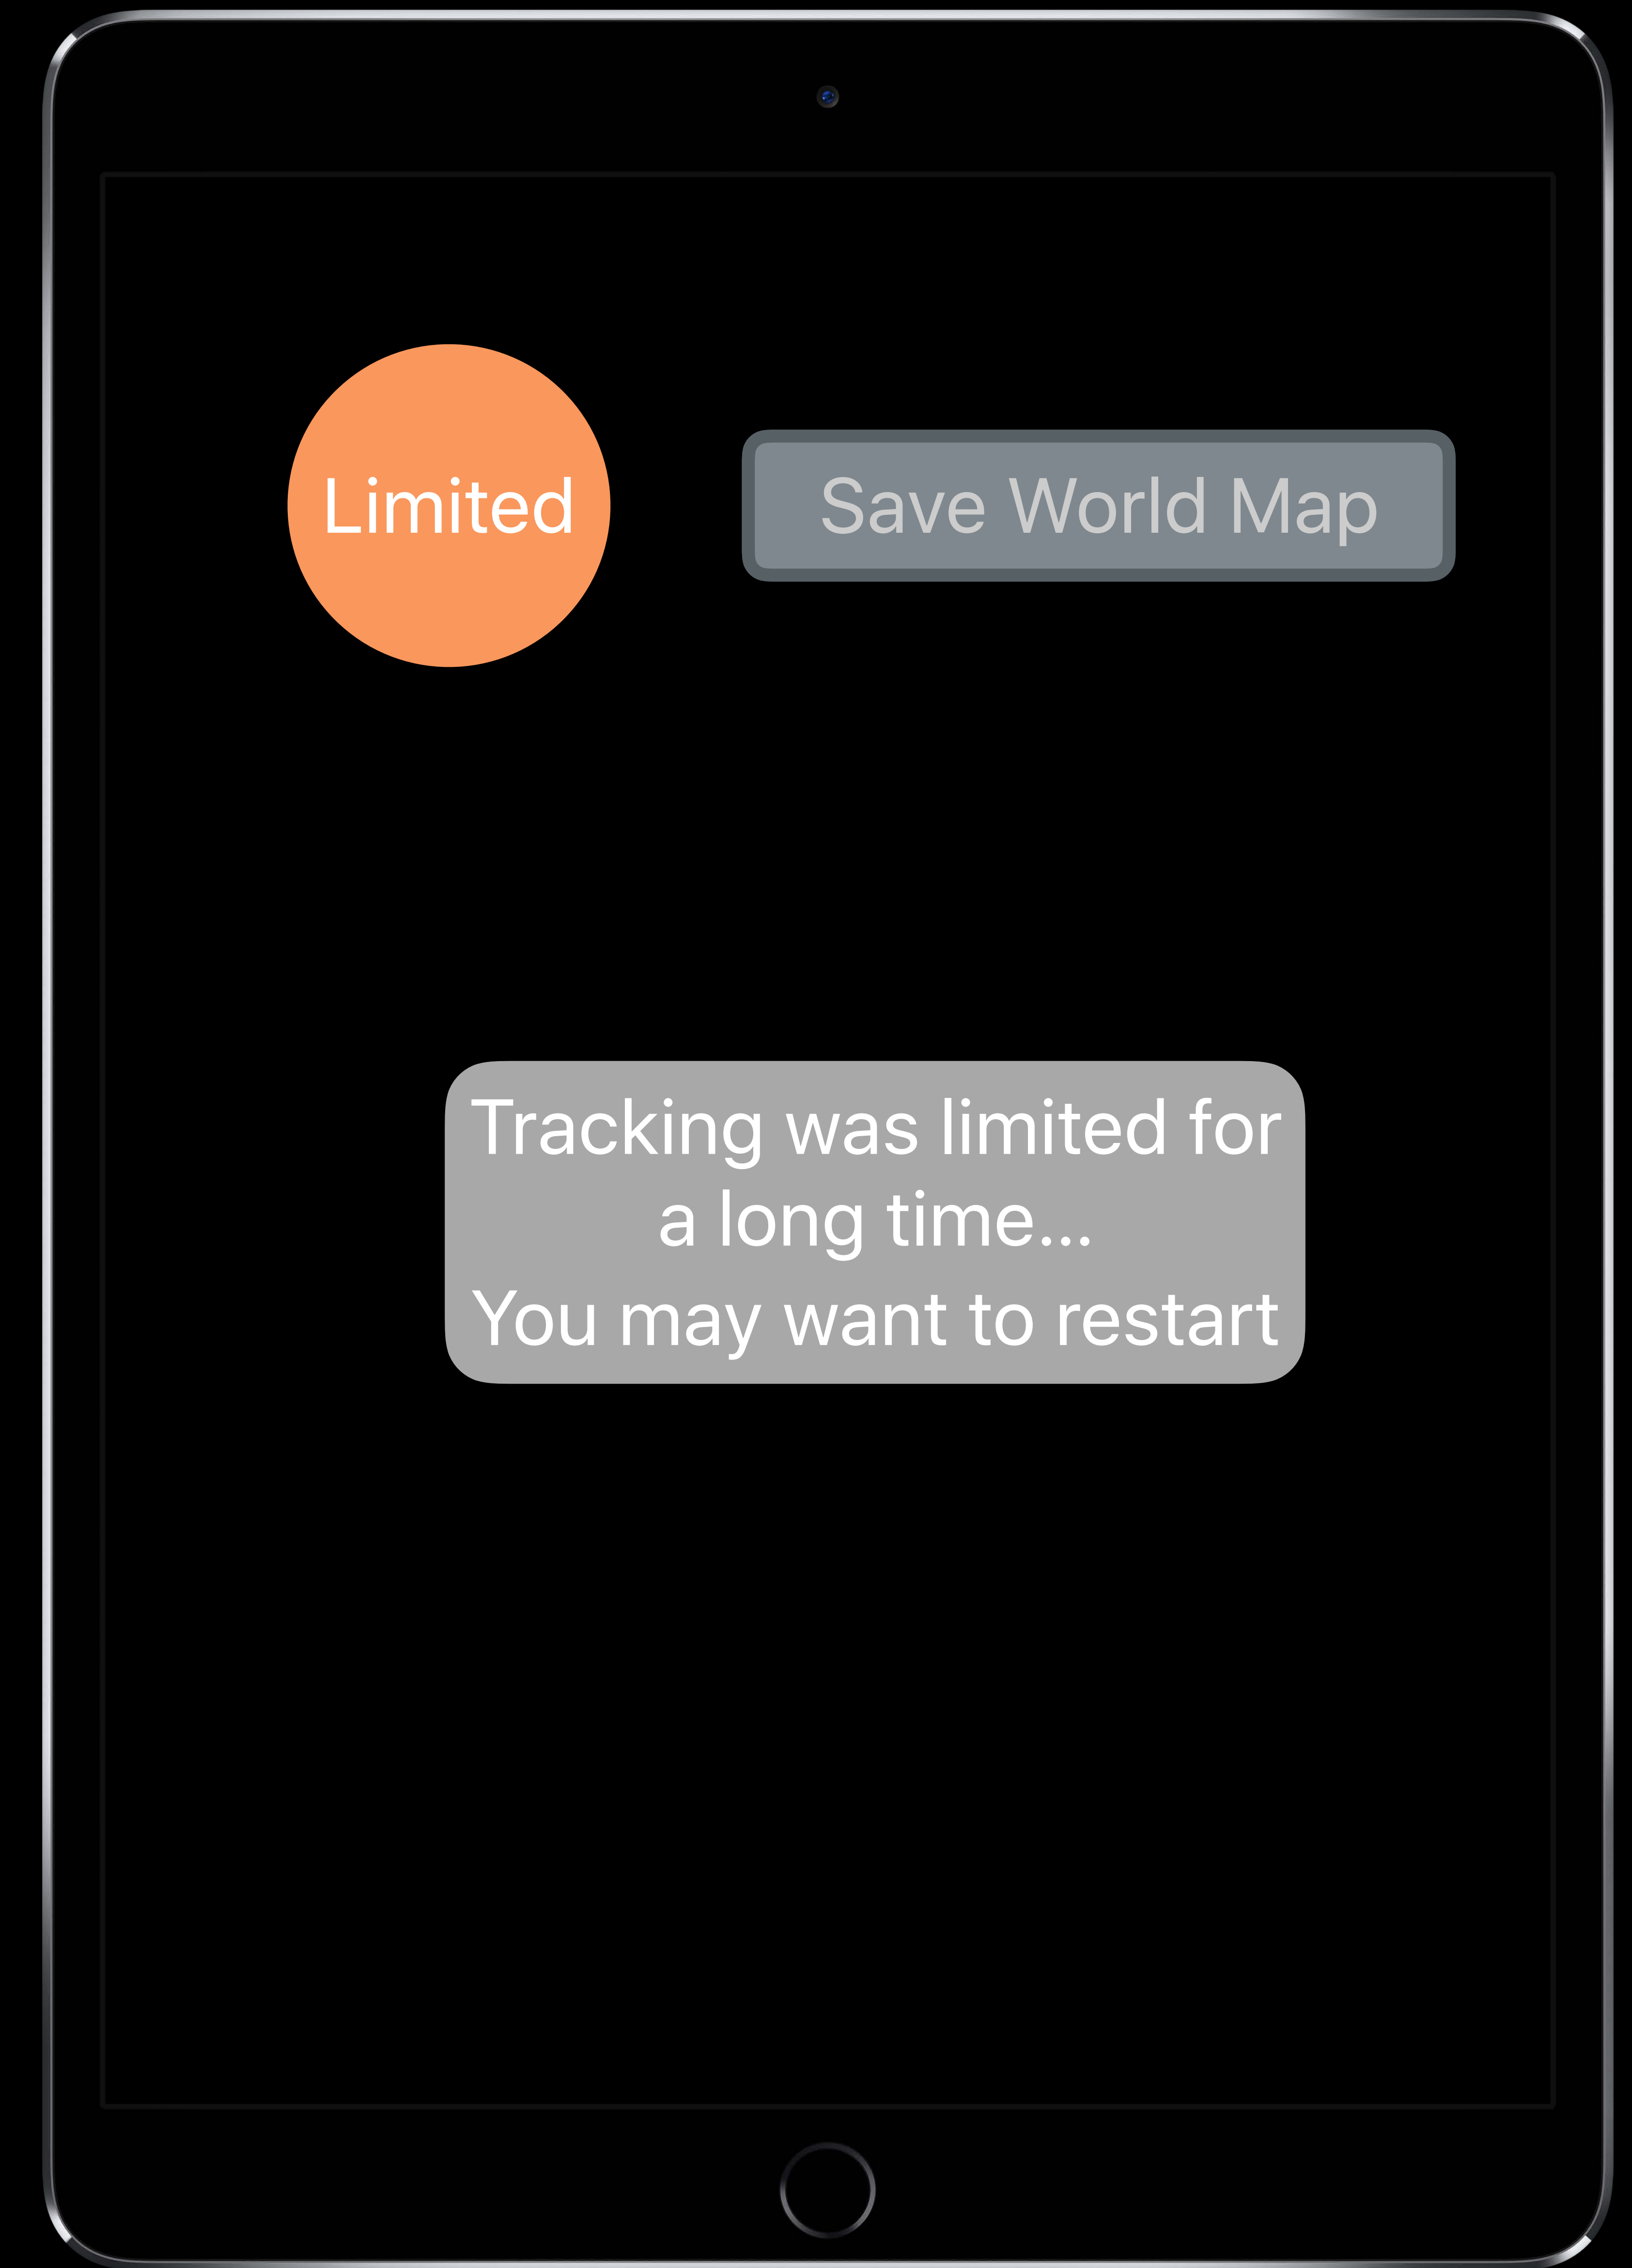 Limited
Save World Map
Tracking was limited for
a long time...
You may want to restart